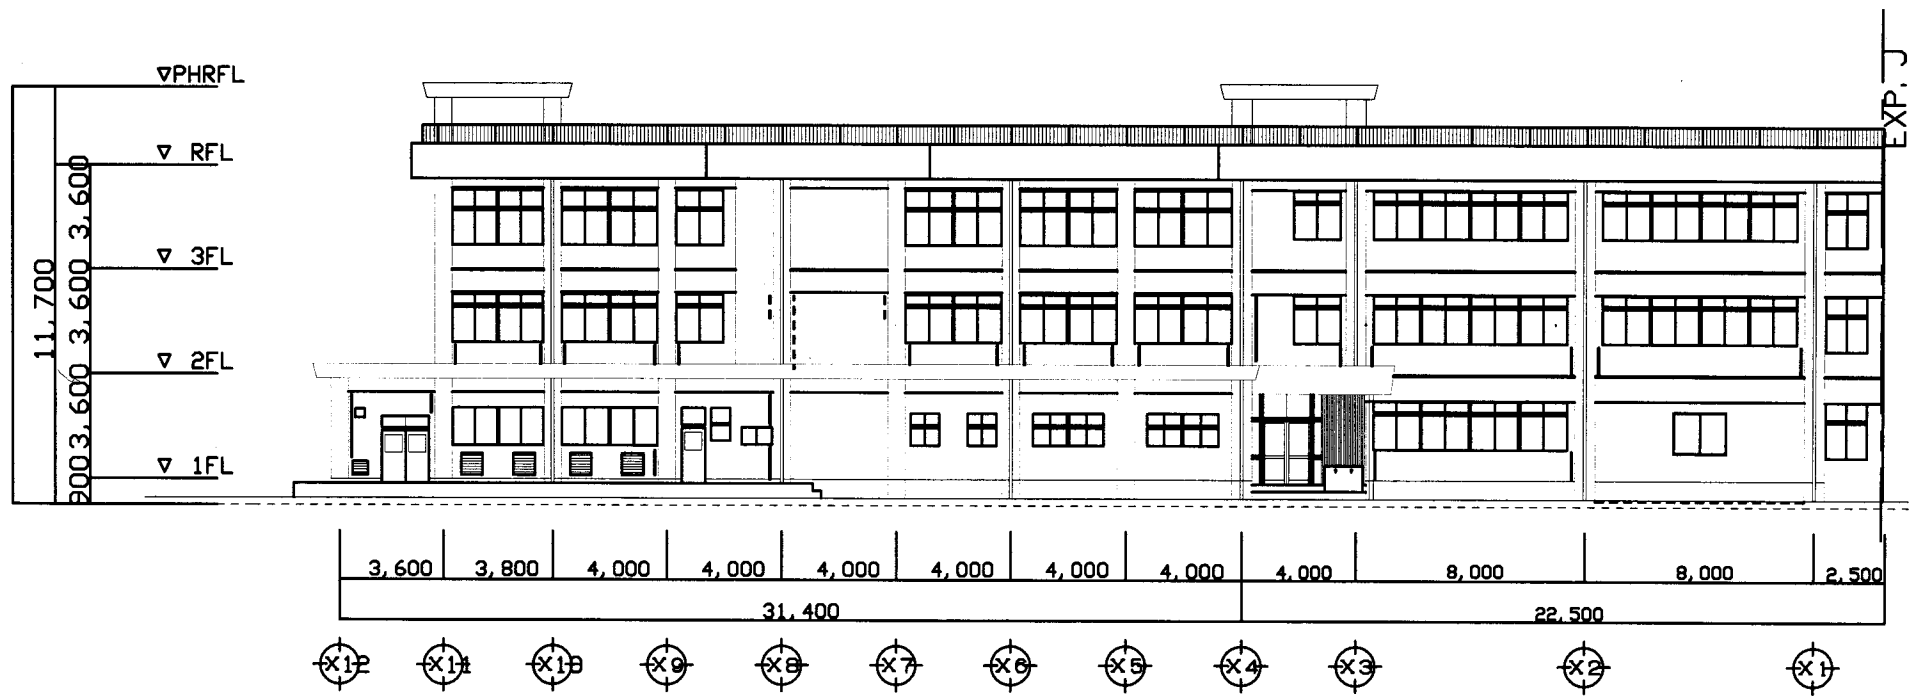 ▽PHRFL
EXP. J
▽ RFL
3,600
▽ 3FL
11,700
3,600
▽ 2FL
3,600
▽ 1FL
900
3,600 3,800 4,000 4,000 4,000 4,000 4,000 4,000 4,000 8,000 8,000 2,500
31,400 22,500
X12 X11 X10 X9 X8 X7 X6 X5 X4 X3 X2 X1